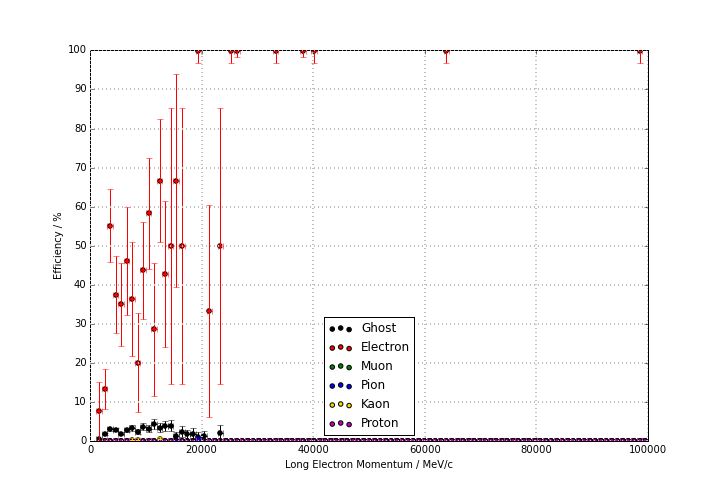 100
90
80
70
60
50
40
30
20
10
0
Efficiency / %
Ghost
Electron
Muon
Pion
Kaon
Proton
0 20000 40000 60000 80000 100000
Long Electron Momentum / MeV/c